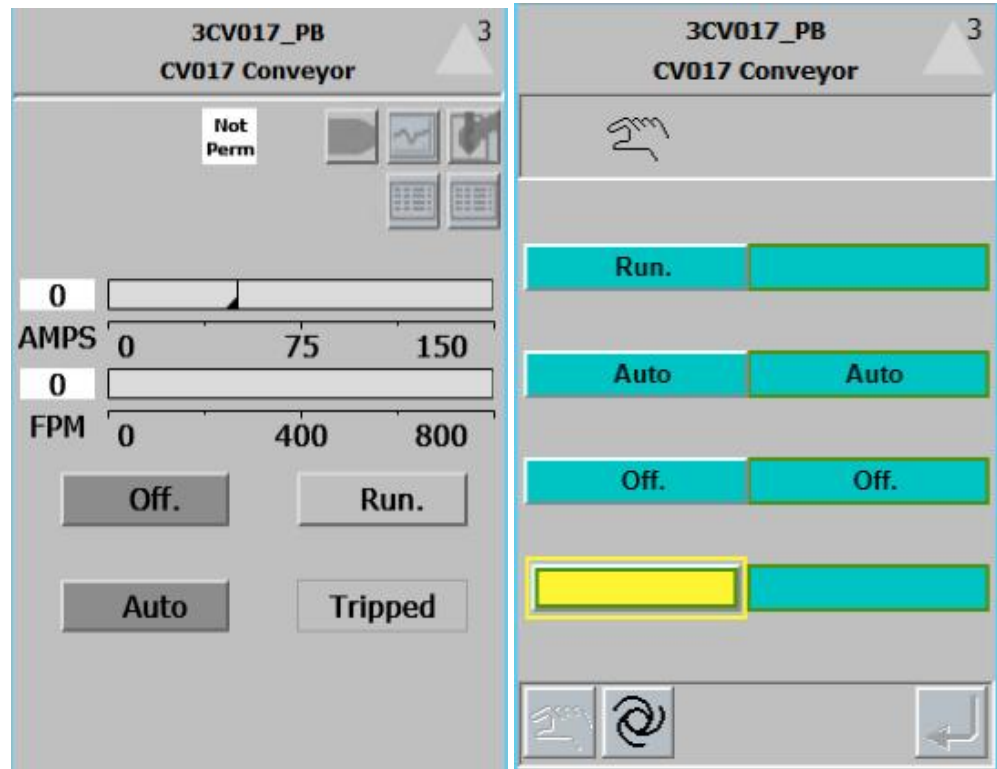 3CV017_PB
3
CV017 Conveyor
Not
Perm
0
AMPS
0 75 150
0
FPM
0 400 800
Off. Run.
Auto Tripped
3CV017_PB
3
CV017 Conveyor
Run.
Auto Auto
Off. Off.